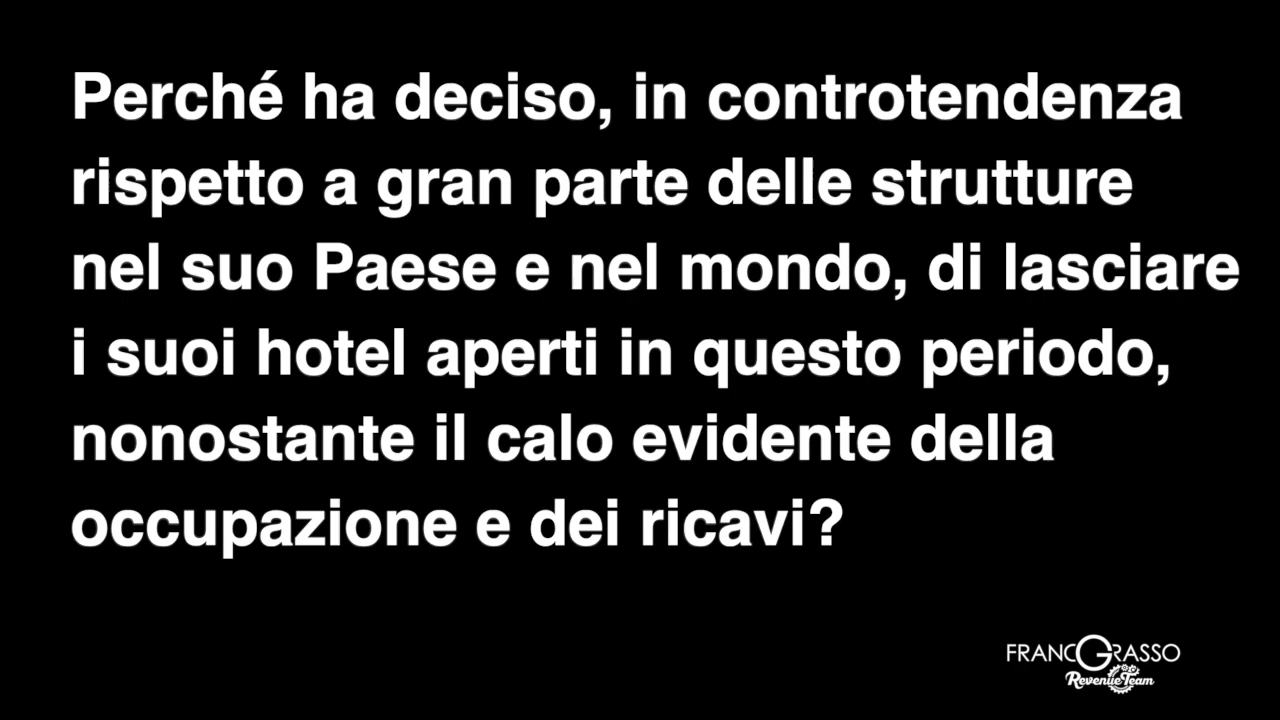 Perché ha deciso, in controtendenza
rispetto a gran parte delle strutture
nel suo Paese e nel mondo, di lasciare
i suoi hotel aperti in questo periodo,
nonostante il calo evidente della
occupazione e dei ricavi?
FRANCOGRASSO
Revenue Team